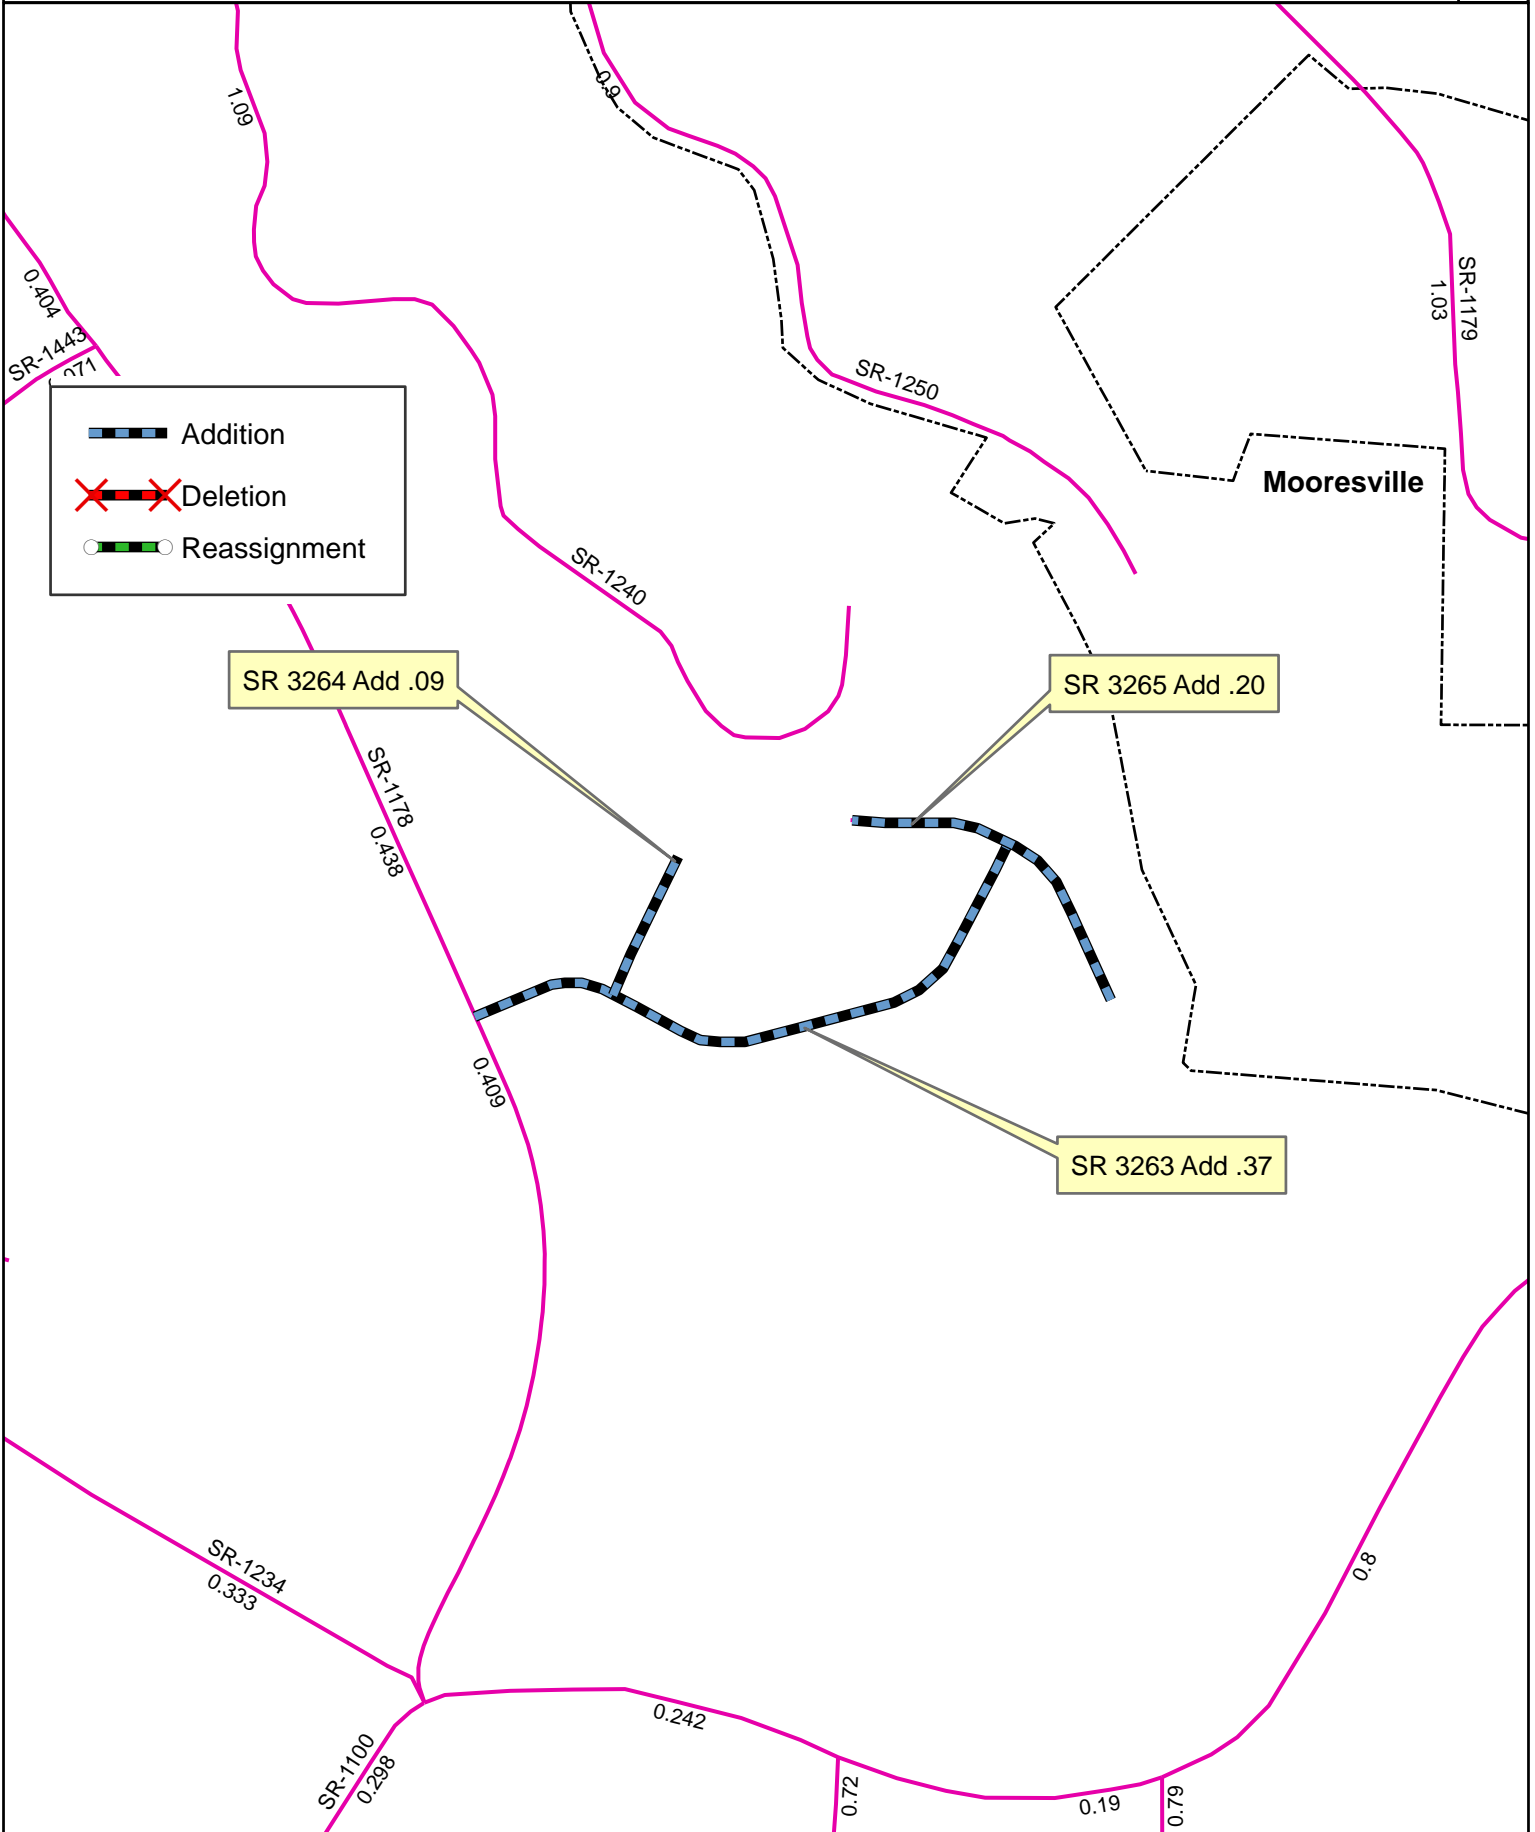 0.9
1.09
SR-1179
1.03
0.404
SR-1443
SR-1250
Addition
Mooresville
Deletion
Reassignment
SR-1240
SR 3264 Add .09
SR 3265 Add .20
SR-1178
0.438
0.409
SR 3263 Add .37
SR-1234
0.333
0.8
0.242
SR-1100
0.298
0.72
0.19
0.79